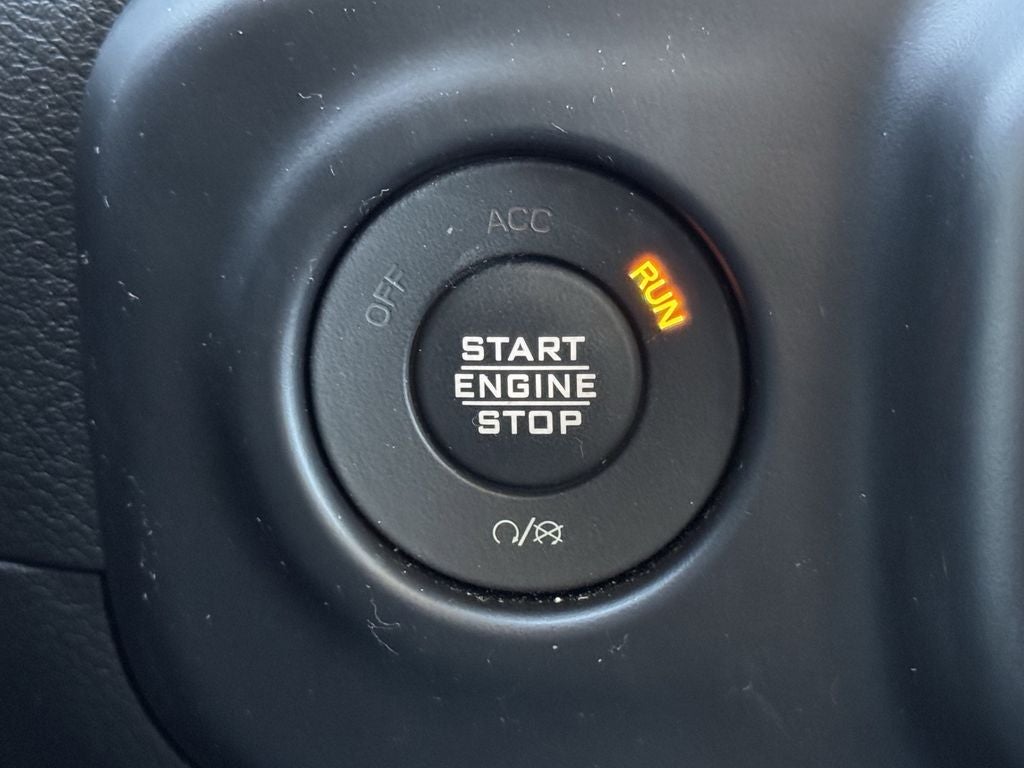 ACC
OFF
RUN
START
ENGINE
STOP